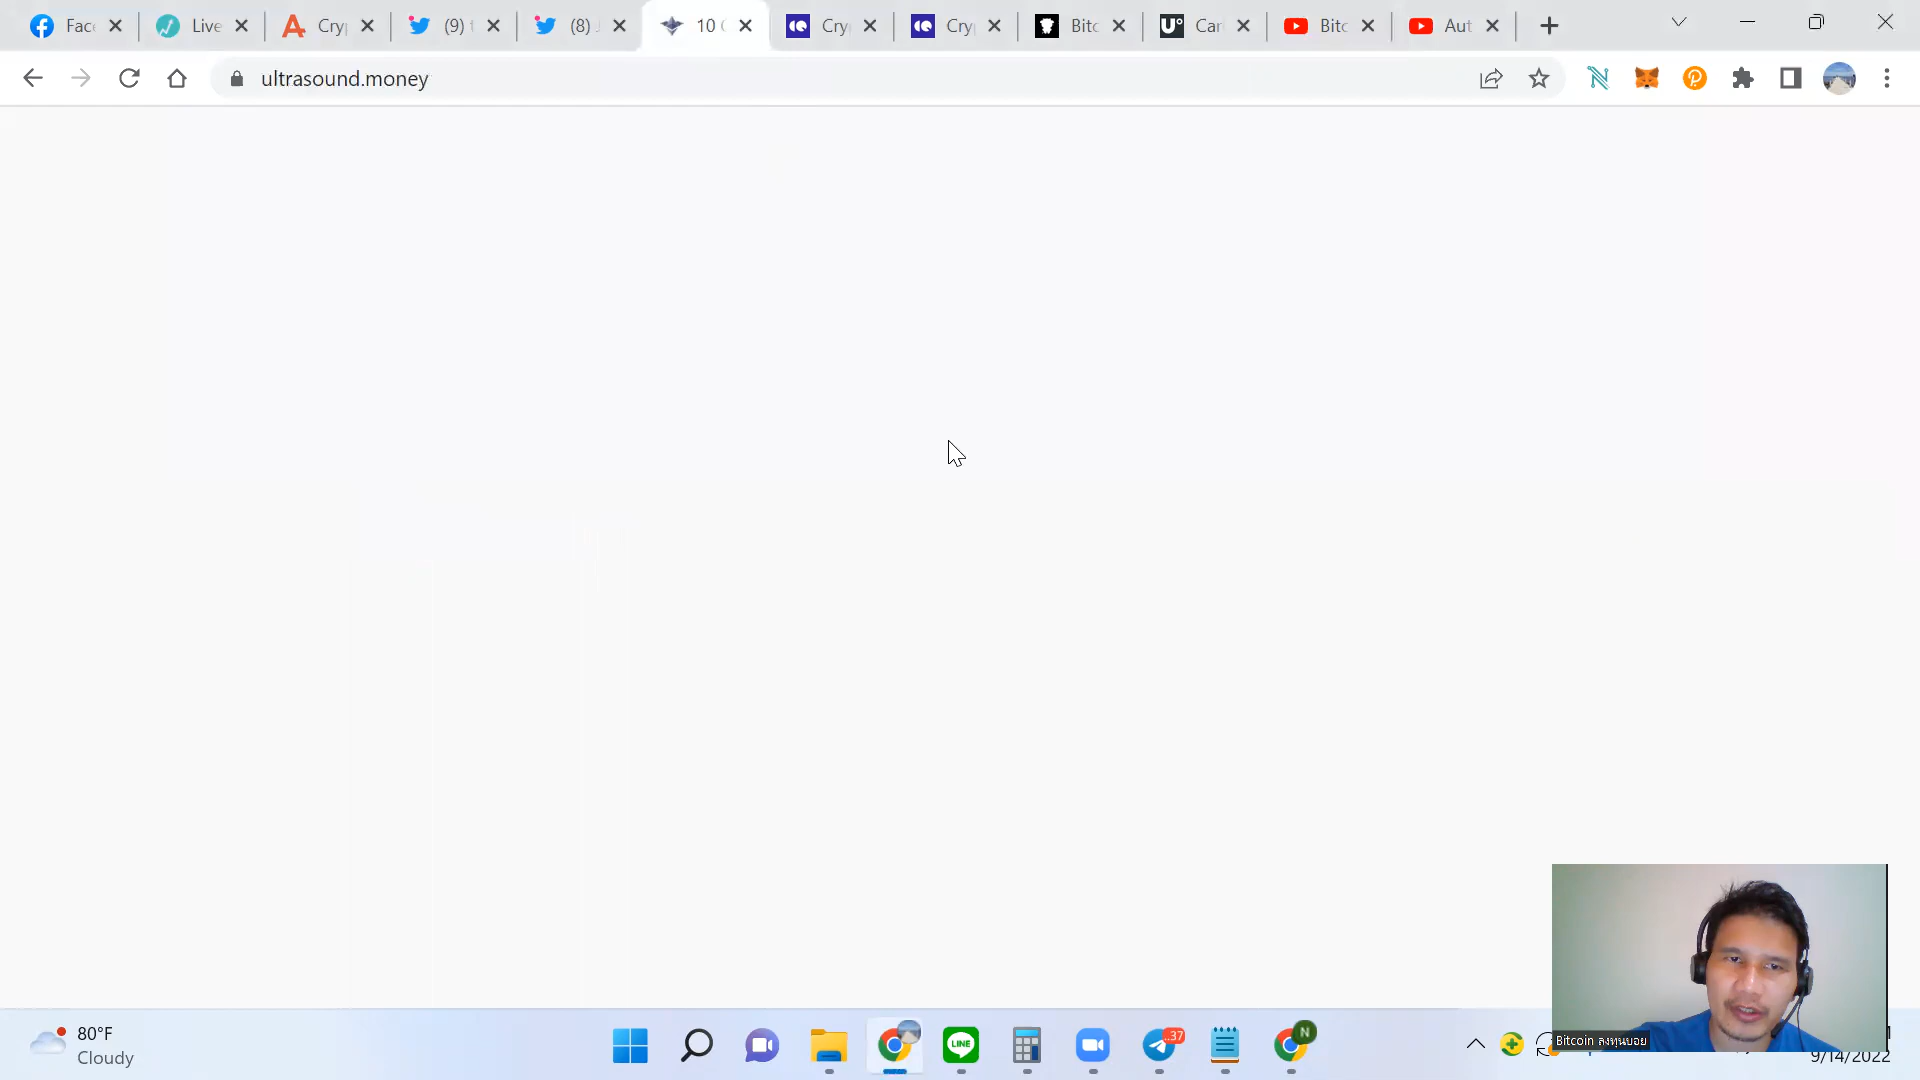 Fac
Live
Cry
(9)
(8)
10
Cry
Cry
Bitc
Car
Bitc
Aut
ultrasound.money
80°F
Cloudy
LINE
37
N
Bitcoin ลงทุนบอย
9/14/2022